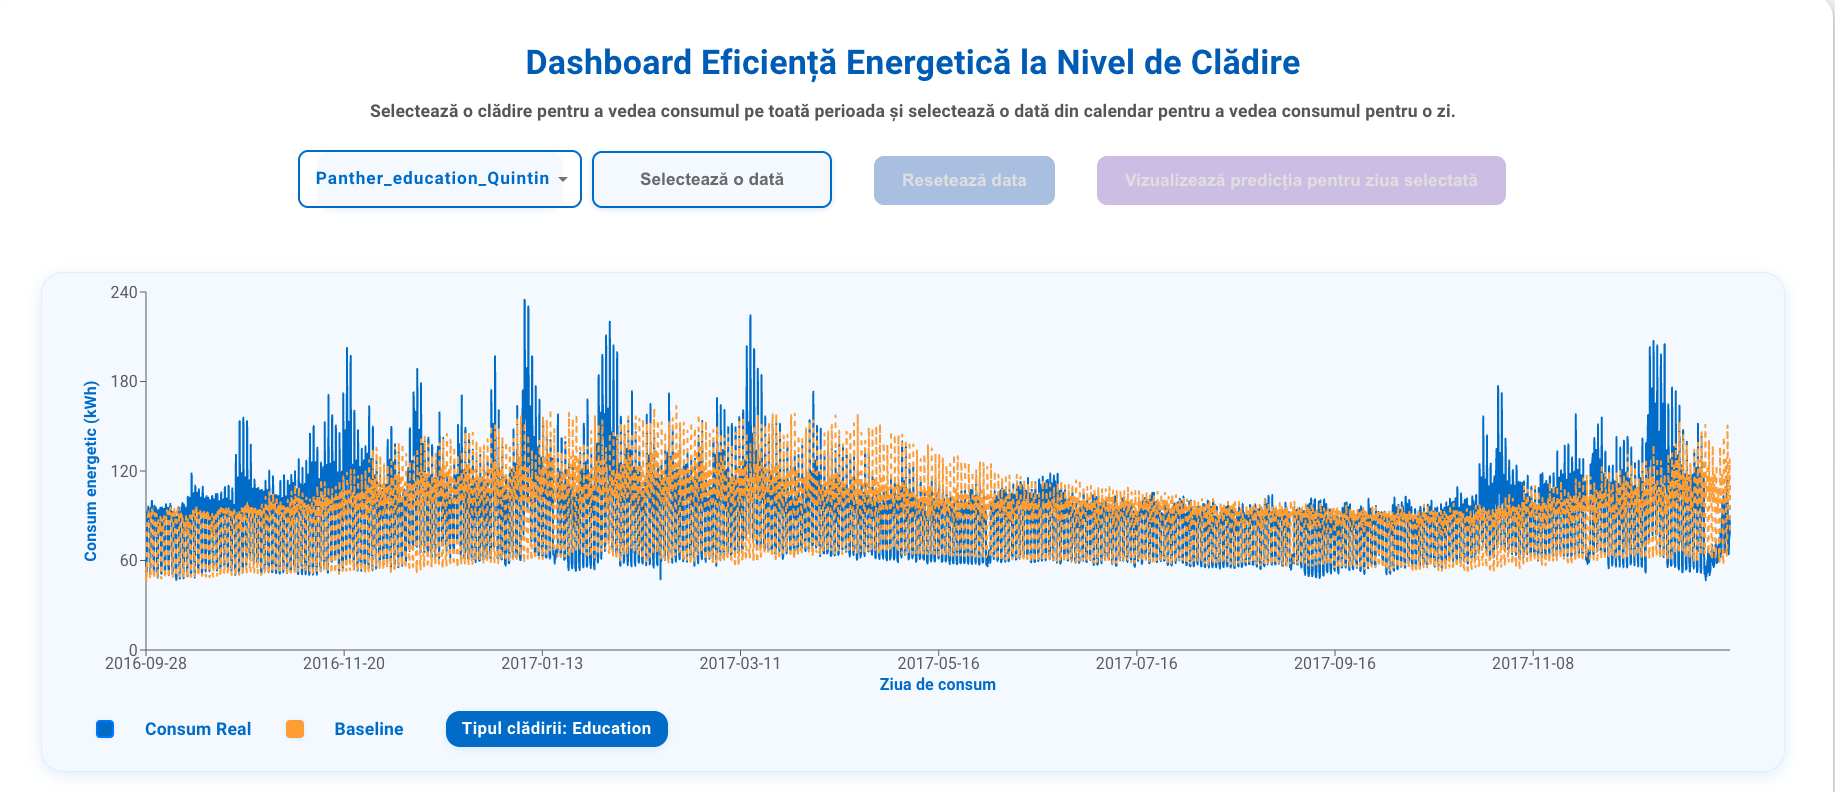 Dashboard Eficiență Energetică la Nivel de Clădire
Selectează o clădire pentru a vedea consumul pe toată perioada și selectează o dată din calendar pentru a vedea consumul pentru o zi.
Panther_education_Quintin
Selectează o dată
Resetează data
Vizualizează predicția pentru ziua selectată
240
180
120
60
0
Consum energetic (kWh)
2016-09-28 2016-11-20 2017-01-13 2017-03-11 2017-05-16 2017-07-16 2017-09-16 2017-11-08
Ziua de consum
Consum Real Baseline Tipul clădirii: Education